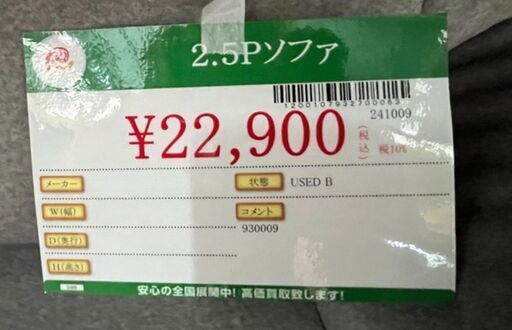 2.5Pソファ
1200107932700063
241009
¥22,900
(税込) 税10%
メーカー
状態 USED B
W(幅)
コメント
930009
D(奥行)
H(高さ)
安心の全国展開中! 高価買取致します!